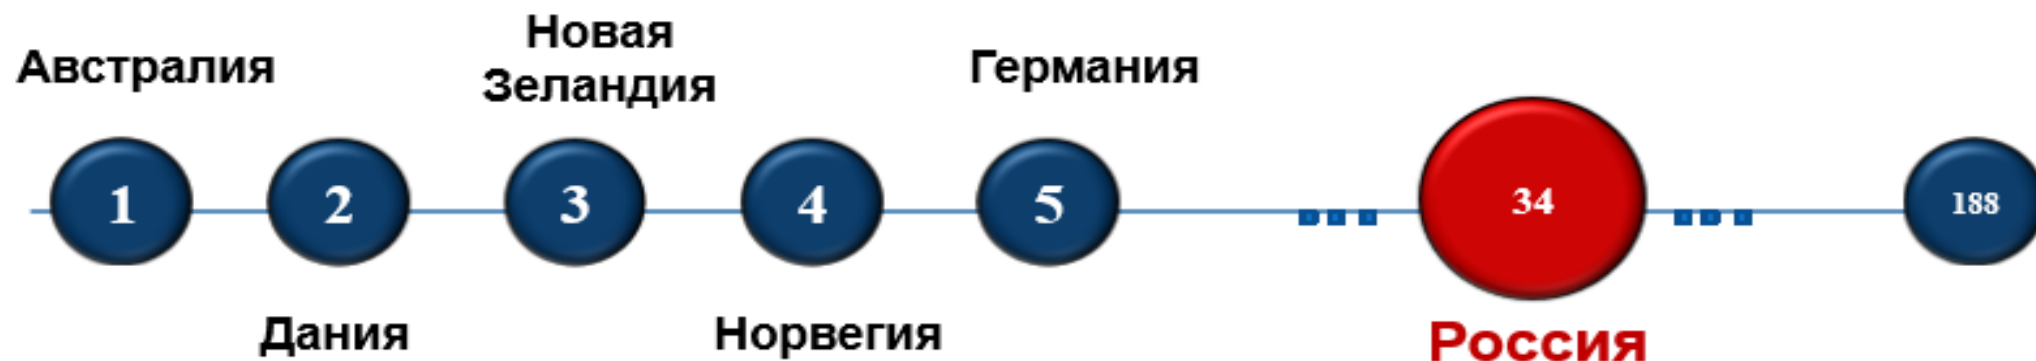 Австралия
Новая
Зеландия
Германия
1
2
3
4
5
34
188
Дания
Норвегия
Россия